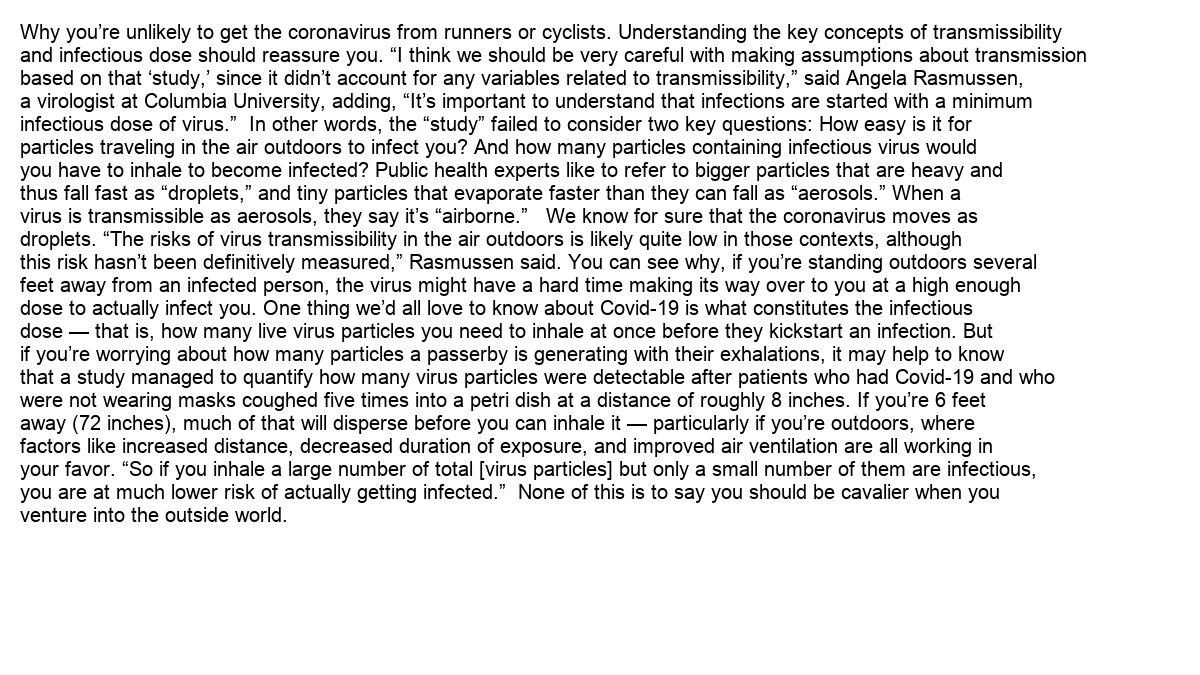 Why you’re unlikely to get the coronavirus from runners or cyclists. Understanding the key concepts of transmissibility
and infectious dose should reassure you. “I think we should be very careful with making assumptions about transmission
based on that ‘study,’ since it didn’t account for any variables related to transmissibility,” said Angela Rasmussen,
a virologist at Columbia University, adding, “It’s important to understand that infections are started with a minimum
infectious dose of virus.”  In other words, the “study” failed to consider two key questions: How easy is it for
particles traveling in the air outdoors to infect you? And how many particles containing infectious virus would
you have to inhale to become infected? Public health experts like to refer to bigger particles that are heavy and
thus fall fast as “droplets,” and tiny particles that evaporate faster than they can fall as “aerosols.” When a
virus is transmissible as aerosols, they say it’s “airborne.”   We know for sure that the coronavirus moves as
droplets. “The risks of virus transmissibility in the air outdoors is likely quite low in those contexts, although
this risk hasn’t been definitively measured,” Rasmussen said. You can see why, if you’re standing outdoors several
feet away from an infected person, the virus might have a hard time making its way over to you at a high enough
dose to actually infect you. One thing we’d all love to know about Covid-19 is what constitutes the infectious
dose — that is, how many live virus particles you need to inhale at once before they kickstart an infection. But
if you’re worrying about how many particles a passerby is generating with their exhalations, it may help to know
that a study managed to quantify how many virus particles were detectable after patients who had Covid-19 and who
were not wearing masks coughed five times into a petri dish at a distance of roughly 8 inches. If you’re 6 feet
away (72 inches), much of that will disperse before you can inhale it — particularly if you’re outdoors, where
factors like increased distance, decreased duration of exposure, and improved air ventilation are all working in
your favor. “So if you inhale a large number of total [virus particles] but only a small number of them are infectious,
you are at much lower risk of actually getting infected.”  None of this is to say you should be cavalier when you
venture into the outside world.